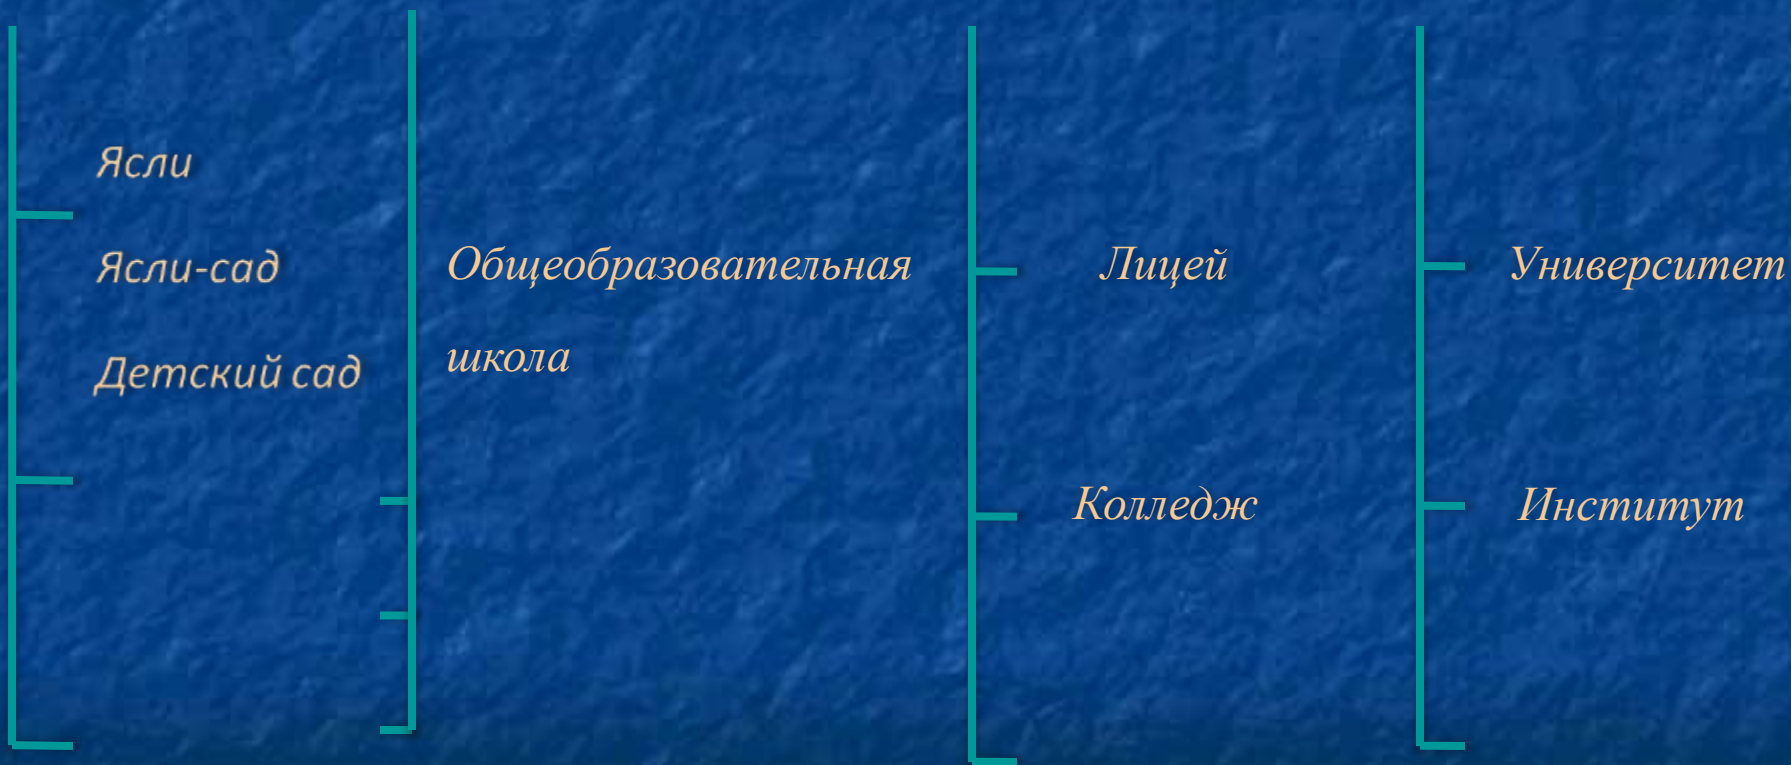 Ясли
Ясли-сад
Детский сад
Общеобразовательная
школа
Лицей
Колледж
Университет
Институт